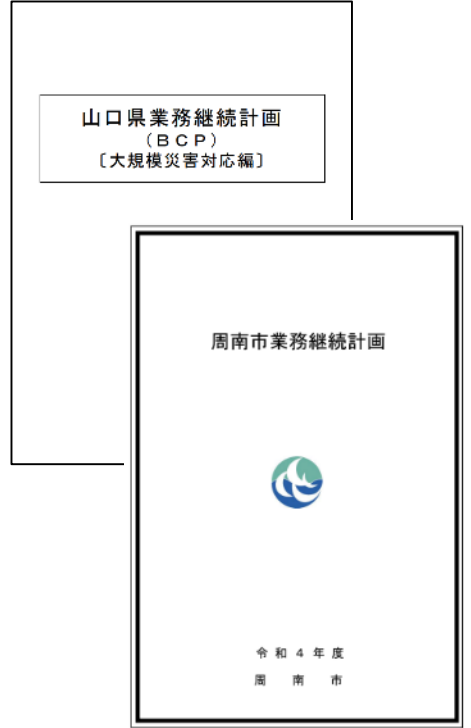 山口県業務継続計画
(BCP)
〔大規模災害対応編〕
周南市業務継続計画
令和4年度
周南市